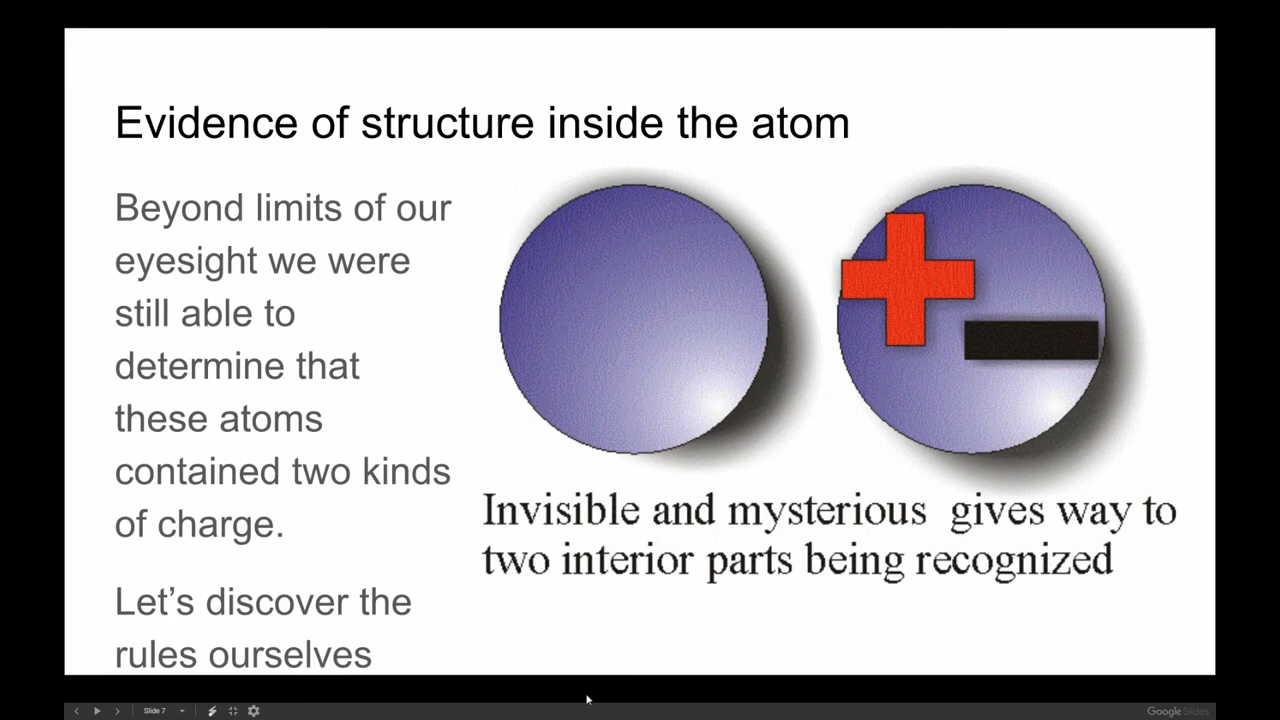 Evidence of structure inside the atom
Beyond limits of our
eyesight we were
still able to
determine that
these atoms
contained two kinds
of charge.
Let’s discover the
rules ourselves
Invisible and mysterious gives way to
two interior parts being recognized
Slide 7
Google Slides